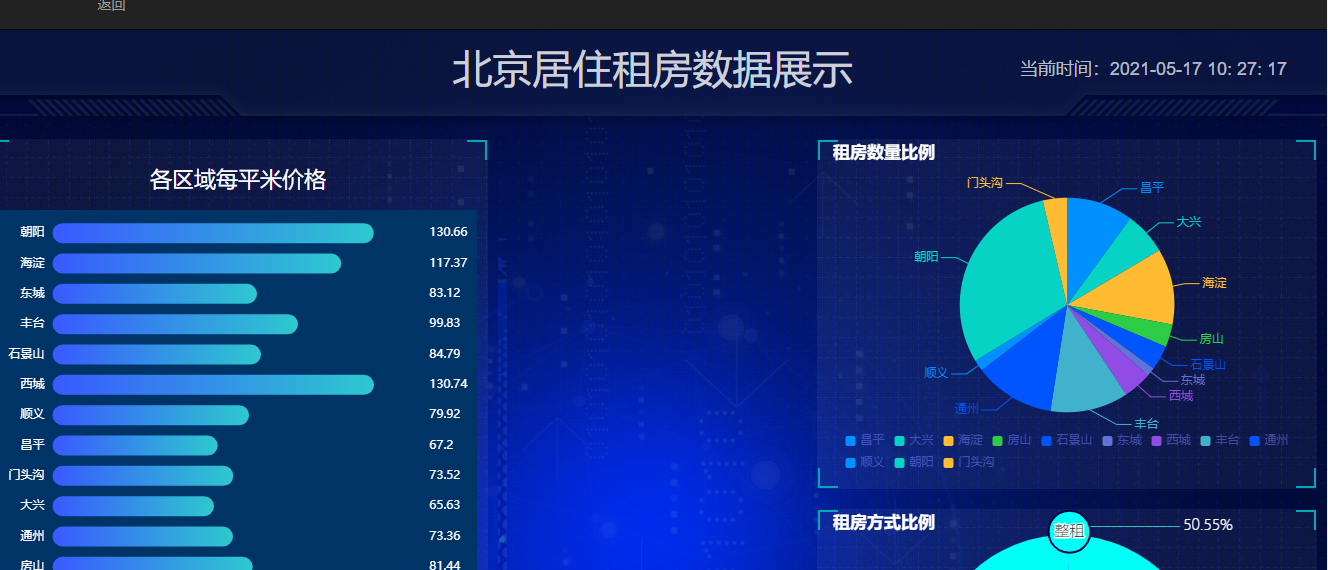 返回
北京居住租房数据展示
当前时间：2021-05-17 10: 27: 17
各区域每平米价格
朝阳 130.66
海淀 117.37
东城 83.12
丰台 99.83
石景山 84.79
西城 130.74
顺义 79.92
昌平 67.2
门头沟 73.52
大兴 65.63
通州 73.36
房山 81.44
租房数量比例
门头沟
昌平
大兴
朝阳
海淀
房山
石景山
顺义
东城
西城
通州
丰台
昌平 大兴 海淀 房山 石景山 东城 西城 丰台 通州
顺义 朝阳 门头沟
租房方式比例
整租 50.55%